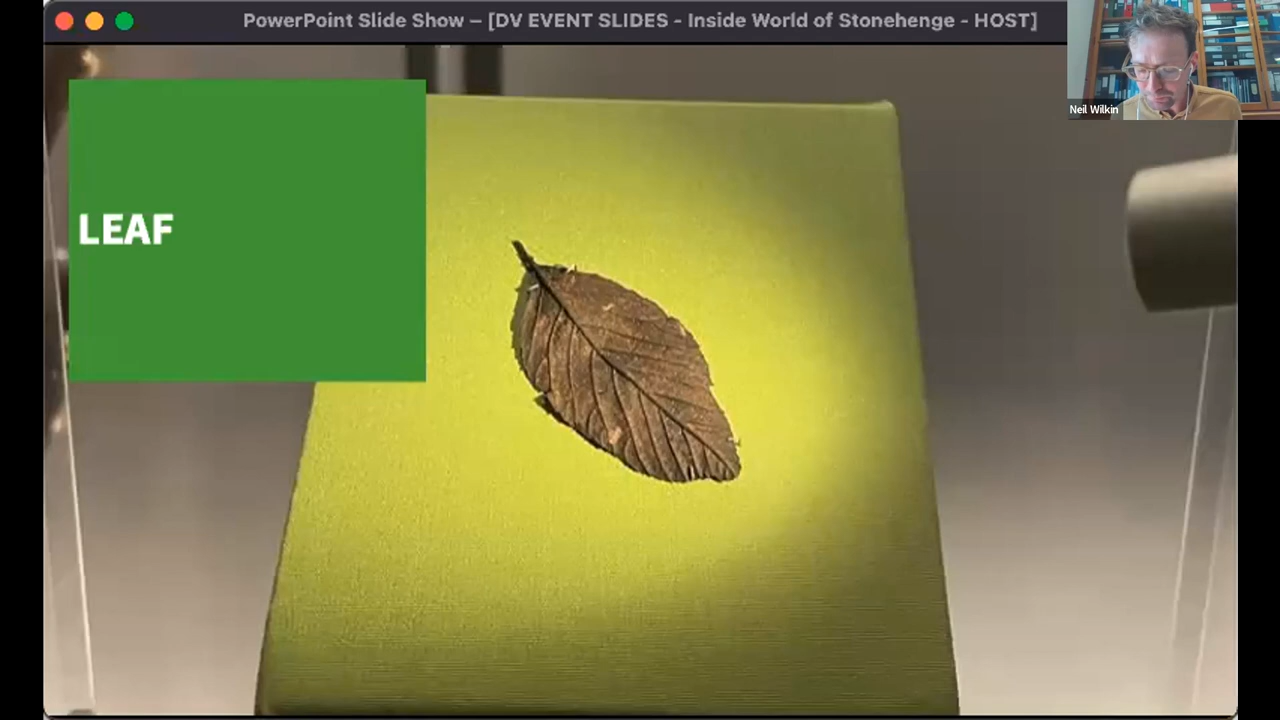 PowerPoint Slide Show – [DV EVENT SLIDES - Inside World of Stonehenge - HOST]
Neil Wilkin
LEAF